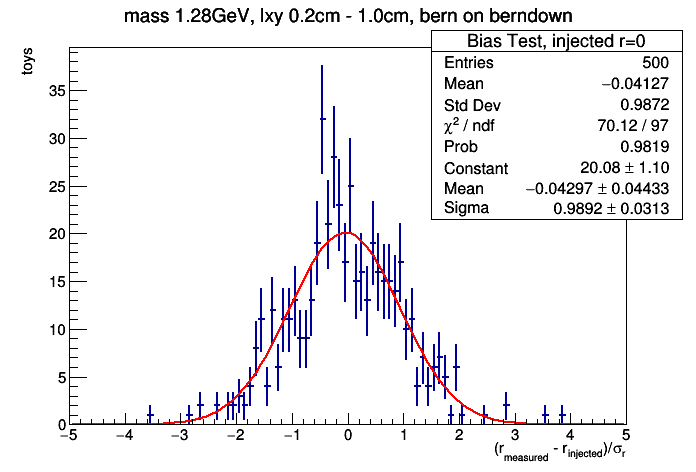 mass 1.28GeV, lxy 0.2cm - 1.0cm, bern on berndown
toys
Bias Test, injected r=0
Entries 500
Mean −0.04127
Std Dev 0.9872
χ² / ndf 70.12 / 97
Prob 0.9819
Constant 20.08 ± 1.10
Mean −0.04297 ± 0.04433
Sigma 0.9892 ± 0.0313
35
30
25
20
15
10
5
0
−5 −4 −3 −2 −1 0 1 2 3 4 5
(r_measured - r_injected)/σ_r